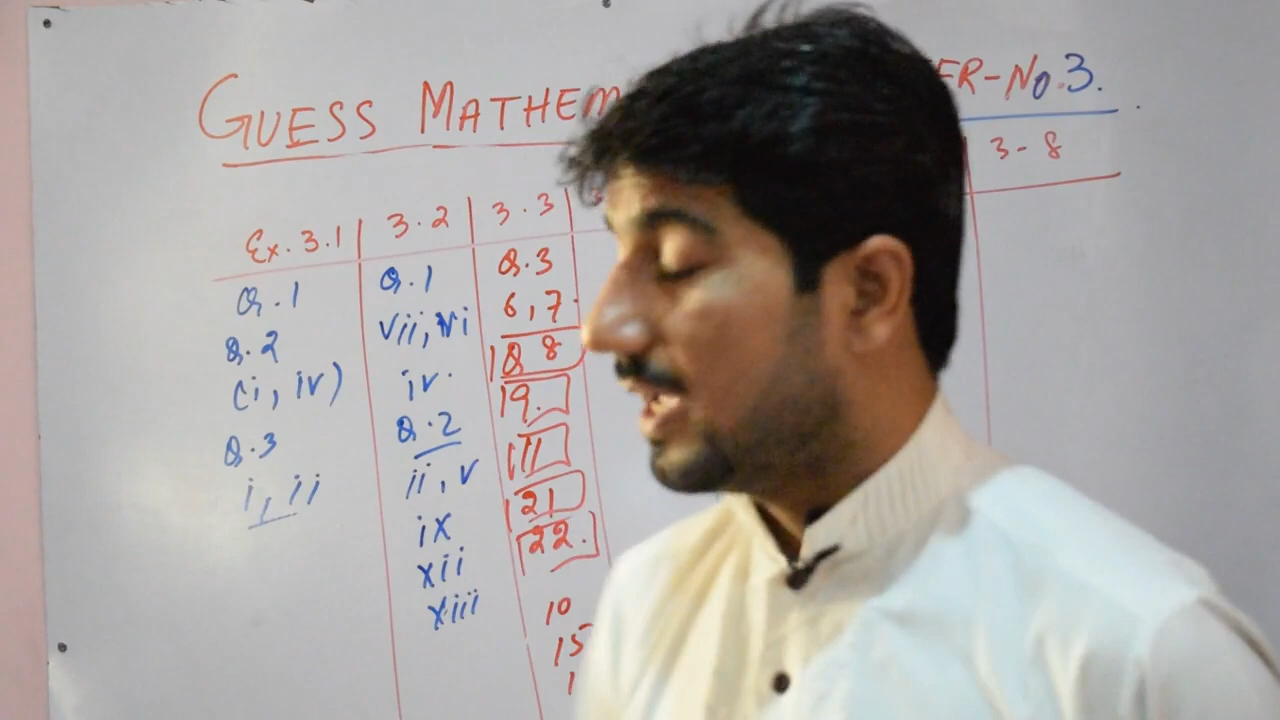 GUESS MATHEM ER-No.3.
Ex. 3.1 3.2 3.3 3-8
Q.1 Q.1 Q.3
Q.2 vii, vi 6,7
(i, iv) iv. Q 8
Q.3 Q.2 19.
i, ii ii, v 11
ix 21
xii 22.
xiii 10
15